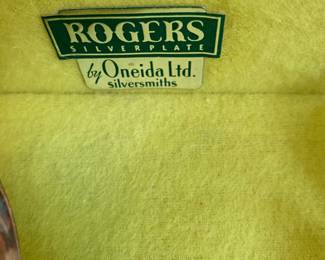 ROGERS
SILVERPLATE
by Oneida Ltd.
silversmiths